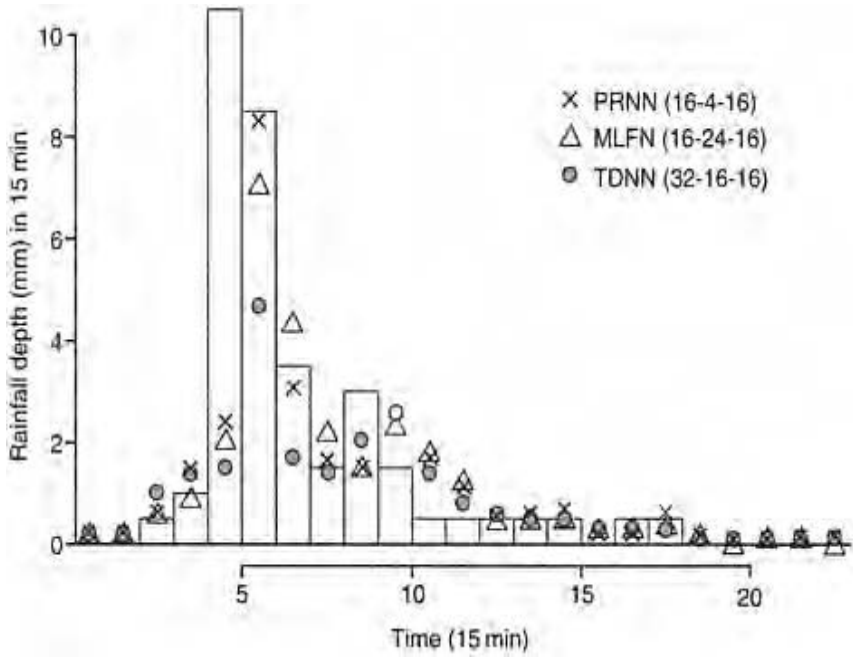 10
8
6
4
2
0
Rainfall depth (mm) in 15 min
PRNN (16-4-16)
MLFN (16-24-16)
TDNN (32-16-16)
5 10 15 20
Time (15 min)